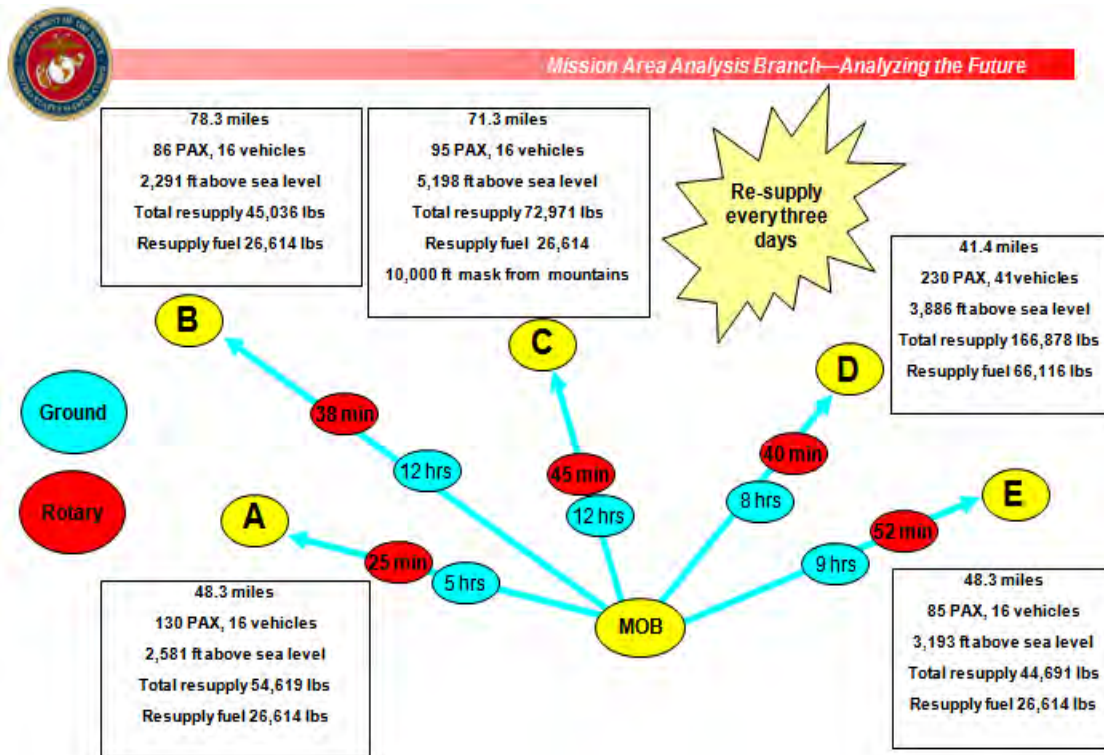 Mission Area Analysis Branch—Analyzing the Future
78.3 miles
86 PAX, 16 vehicles
2,291 ft above sea level
Total resupply 45,036 lbs
Resupply fuel 26,614 lbs
71.3 miles
95 PAX, 16 vehicles
5,198 ft above sea level
Total resupply 72,971 lbs
Resupply fuel 26,614
10,000 ft mask from mountains
Re-supply
every three
days
41.4 miles
230 PAX, 41 vehicles
3,886 ft above sea level
Total resupply 166,878 lbs
Resupply fuel 66,116 lbs
B
C
D
Ground
38 min
12 hrs
45 min
12 hrs
40 min
8 hrs
Rotary
A
E
25 min
5 hrs
52 min
9 hrs
MOB
48.3 miles
130 PAX, 16 vehicles
2,581 ft above sea level
Total resupply 54,619 lbs
Resupply fuel 26,614 lbs
48.3 miles
85 PAX, 16 vehicles
3,193 ft above sea level
Total resupply 44,691 lbs
Resupply fuel 26,614 lbs